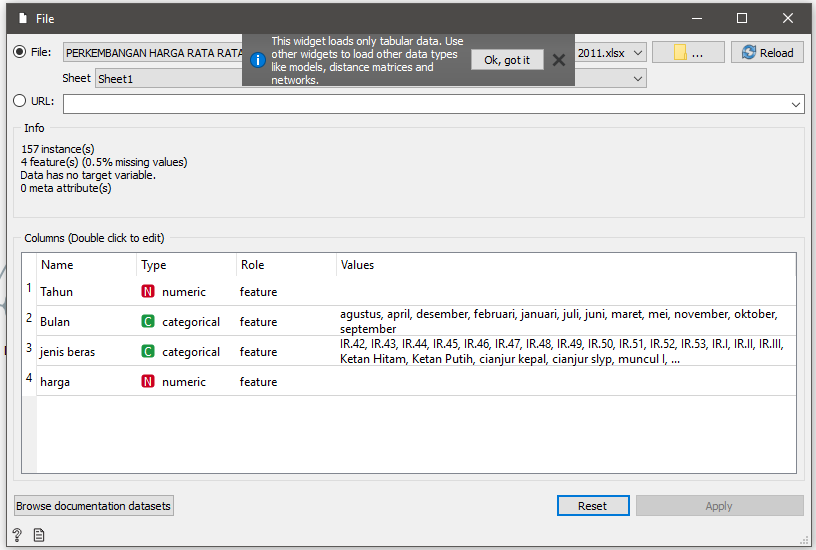 File
File:
PERKEMBANGAN HARGA RATA RATA
2011.xlsx
...
Reload
This widget loads only tabular data. Use
other widgets to load other data types
like models, distance matrices and
networks.
Ok, got it
Sheet
Sheet1
URL:
Info
157 instance(s)
4 feature(s) (0.5% missing values)
Data has no target variable.
0 meta attribute(s)
Columns (Double click to edit)
Name Type Role Values
1 Tahun N numeric feature
2 Bulan C categorical feature agustus, april, desember, februari, januari, juli, juni, maret, mei, november, oktober,
september
3 jenis beras C categorical feature IR.42, IR.43, IR.44, IR.45, IR.46, IR.47, IR.48, IR.49, IR.50, IR.51, IR.52, IR.53, IR.I, IR.II, IR.III,
Ketan Hitam, Ketan Putih, cianjur kepal, cianjur slyp, muncul I, ...
4 harga N numeric feature
Browse documentation datasets
Reset
Apply
?